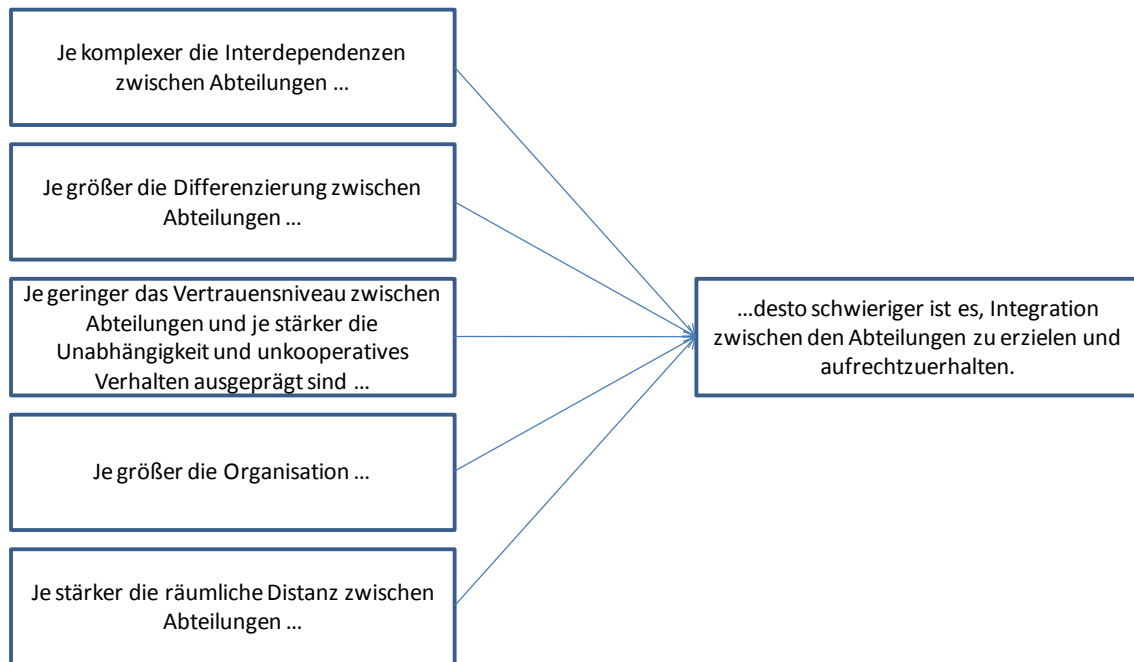 Je komplexer die Interdependenzen
zwischen Abteilungen ...
Je größer die Differenzierung zwischen
Abteilungen ...
Je geringer das Vertrauensniveau zwischen
Abteilungen und je stärker die
Unabhängigkeit und unkooperatives
Verhalten ausgeprägt sind ...
...desto schwieriger ist es, Integration
zwischen den Abteilungen zu erzielen und
aufrechtzuerhalten.
Je größer die Organisation ...
Je stärker die räumliche Distanz zwischen
Abteilungen ...